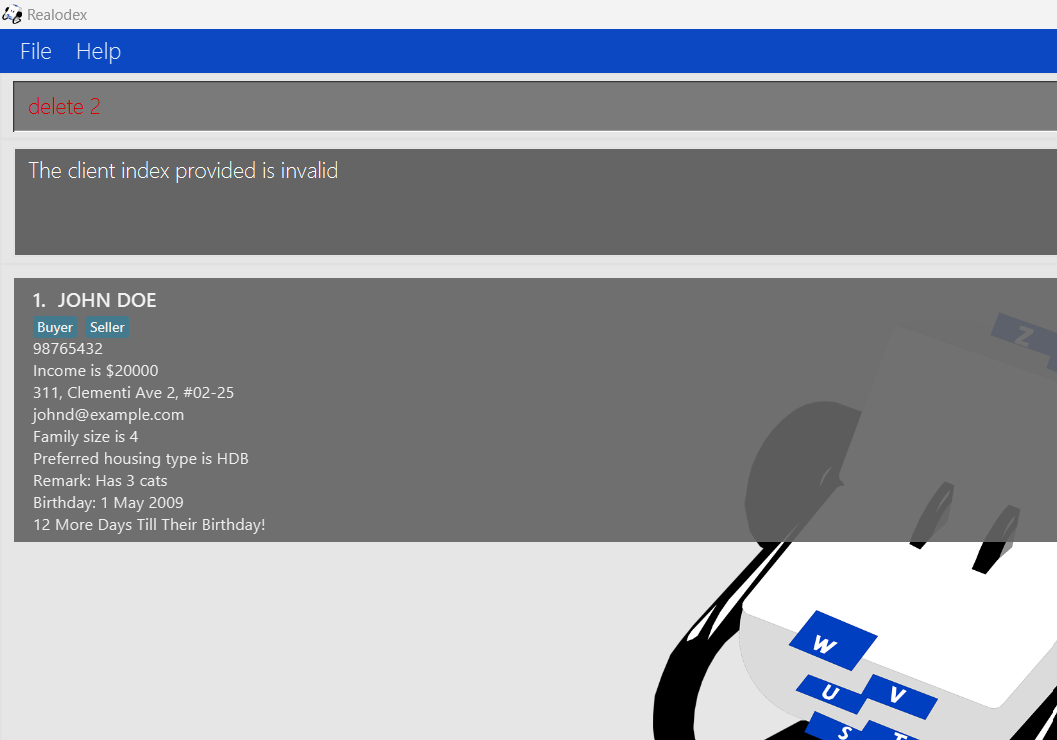 Realodex
File Help
delete 2
The client index provided is invalid
1. JOHN DOE
Buyer Seller
98765432
Income is $20000
311, Clementi Ave 2, #02-25
johnd@example.com
Family size is 4
Preferred housing type is HDB
Remark: Has 3 cats
Birthday: 1 May 2009
12 More Days Till Their Birthday!
Z
W
U V
S T